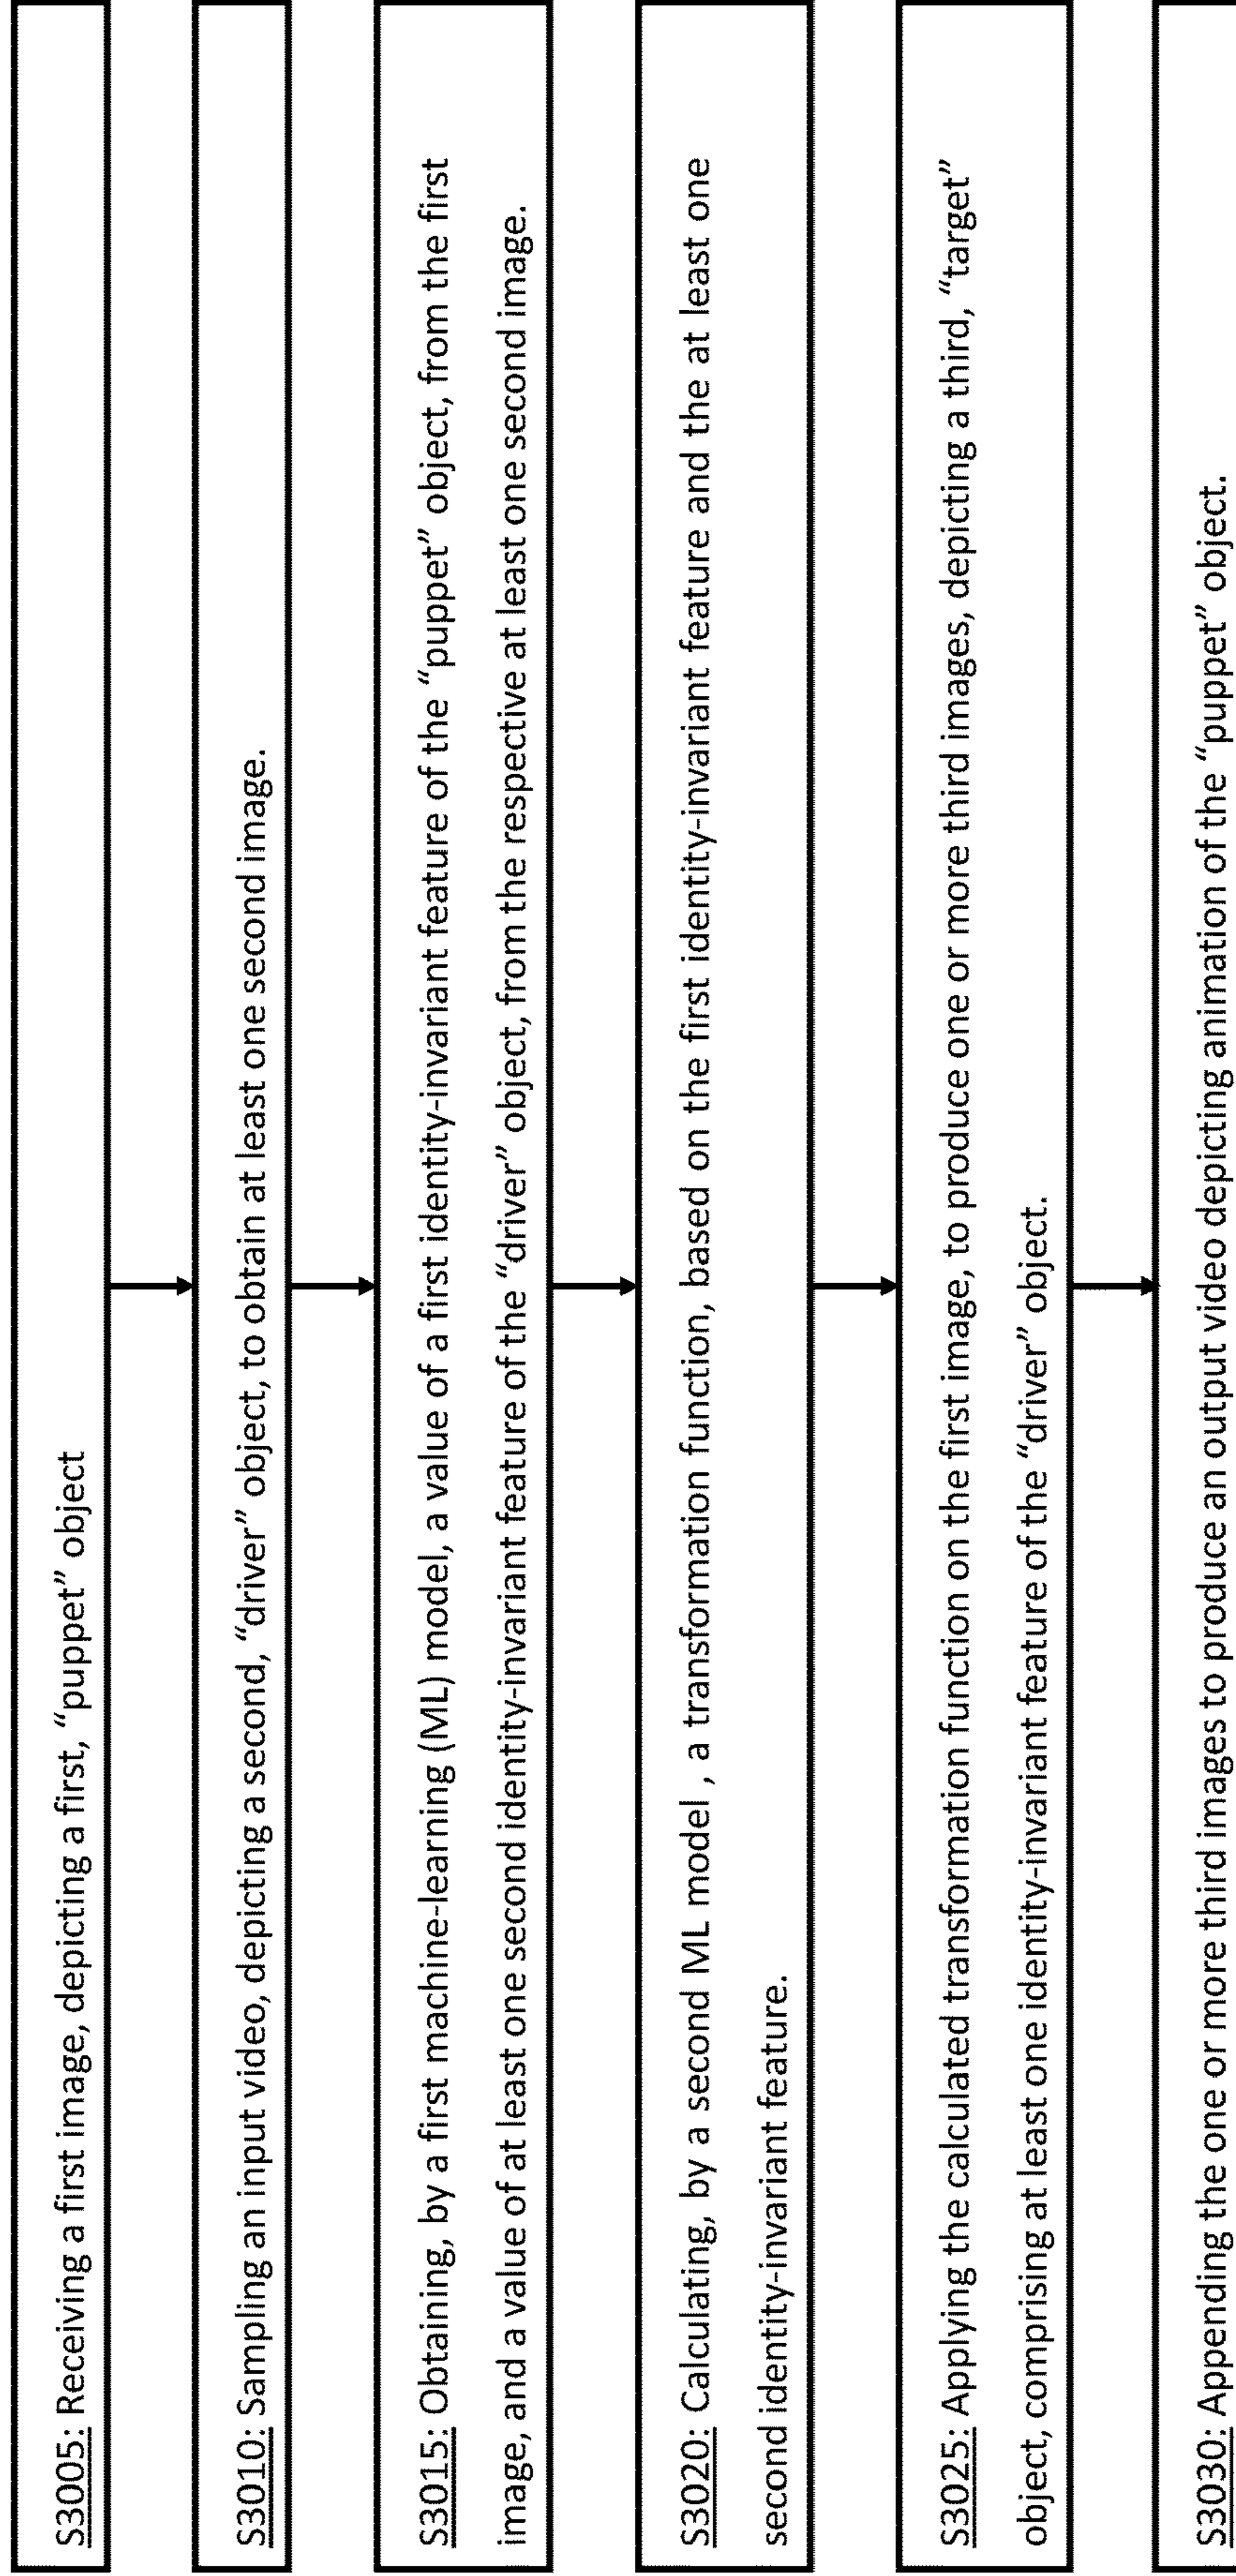 S3005: Receiving a first image, depicting a first, “puppet” object
S3010: Sampling an input video, depicting a second, “driver” object, to obtain at least one second image.
S3015: Obtaining, by a first machine-learning (ML) model, a value of a first identity-invariant feature of the “puppet” object, from the first
image, and a value of at least one second identity-invariant feature of the “driver” object, from the respective at least one second image.
S3020: Calculating, by a second ML model , a transformation function, based on the first identity-invariant feature and the at least one
second identity-invariant feature.
S3025: Applying the calculated transformation function on the first image, to produce one or more third images, depicting a third, “target”
object, comprising at least one identity-invariant feature of the “driver” object.
S3030: Appending the one or more third images to produce an output video depicting animation of the “puppet” object.